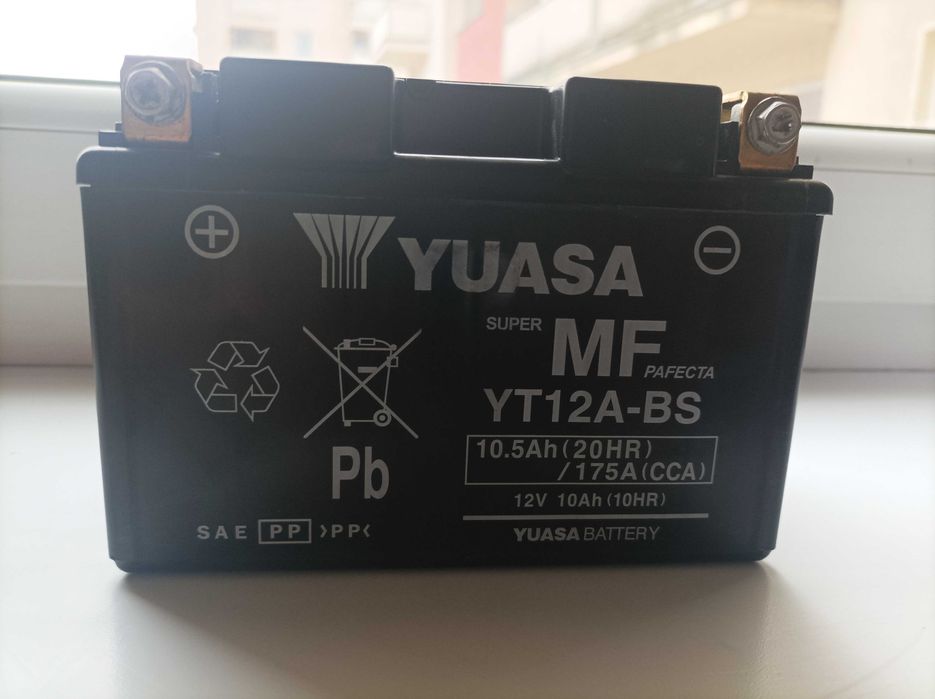 YUASA
SUPER MF PAFECTA
YT12A-BS
10.5Ah(20HR)
/175A(CCA)
12V 10Ah(10HR)
YUASA BATTERY
Pb
SAE PP >PP<